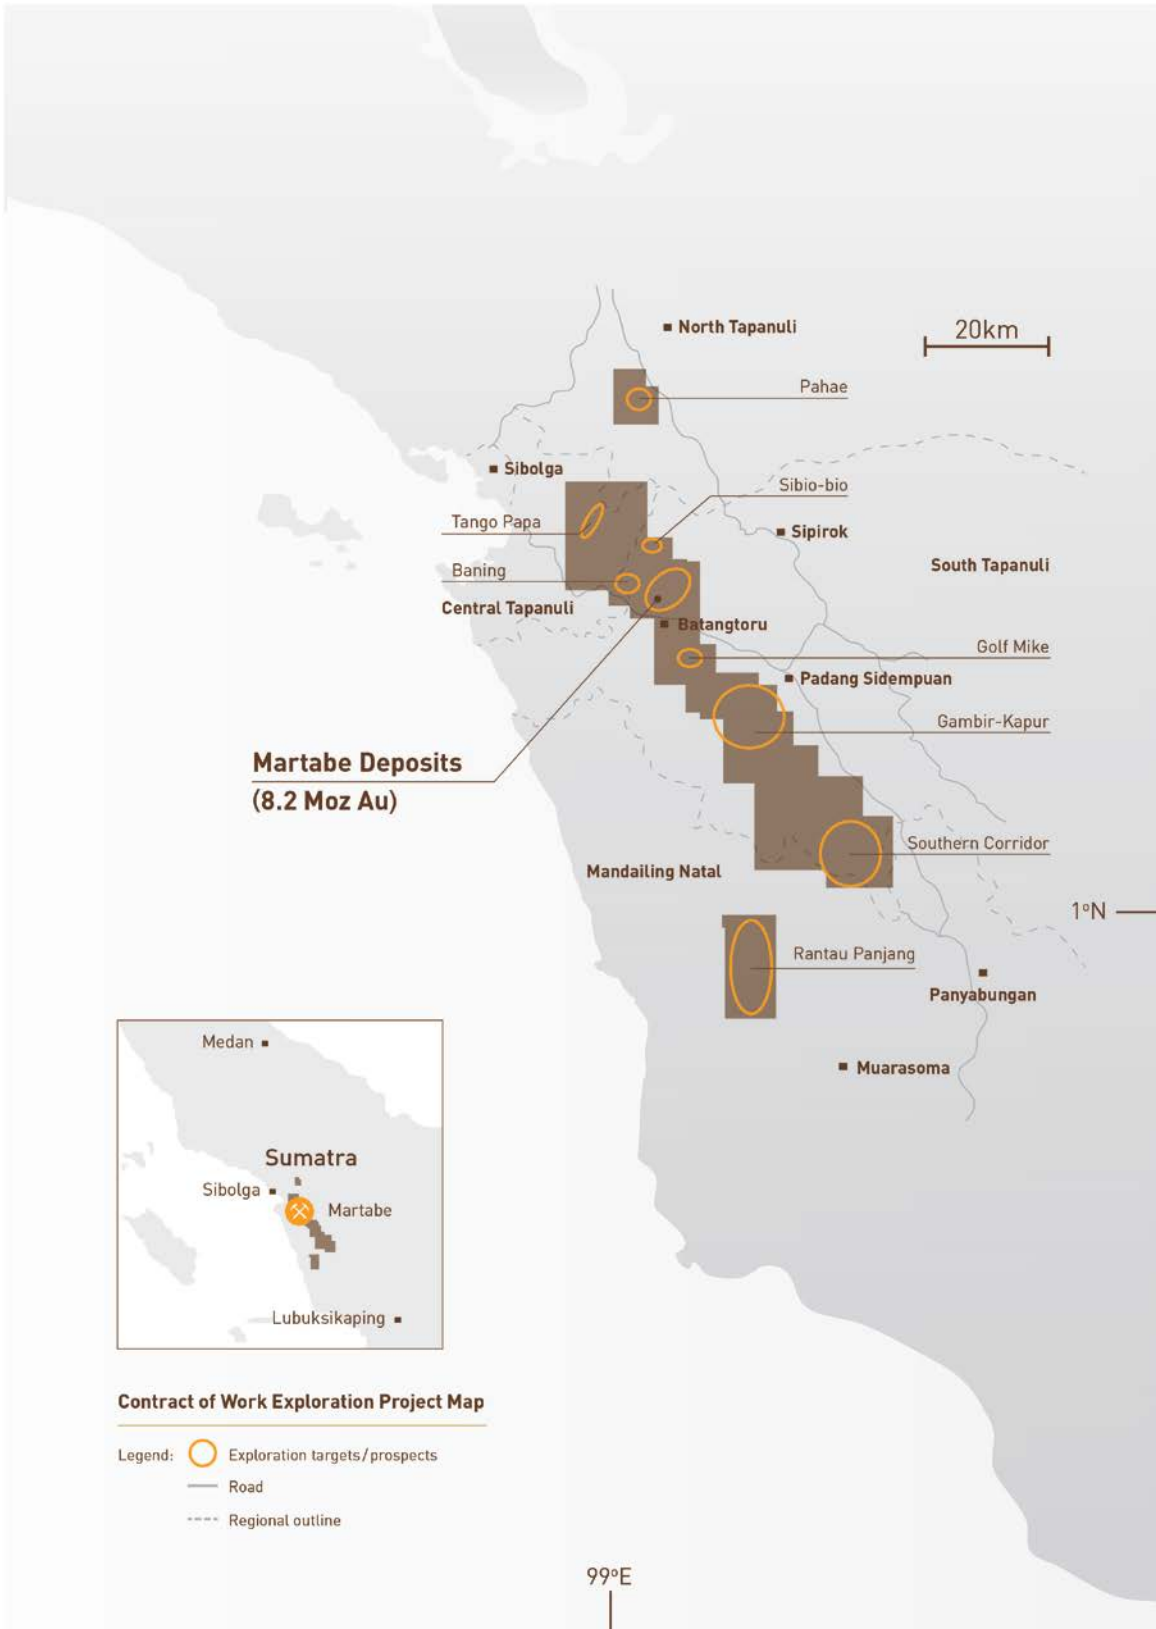 North Tapanuli
20km
Pahae
Sibolga
Sibio-bio
Tango Papa
Sipirok
South Tapanuli
Baning
Central Tapanuli
Batangtoru
Golf Mike
Padang Sidempuan
Gambir-Kapur
Martabe Deposits
(8.2 Moz Au)
Southern Corridor
Mandailing Natal
1ºN
Rantau Panjang
Panyabungan
Muarasoma
Medan
Sumatra
Sibolga
Martabe
Lubuksikaping
Contract of Work Exploration Project Map
Legend: Exploration targets/prospects
Road
Regional outline
99ºE